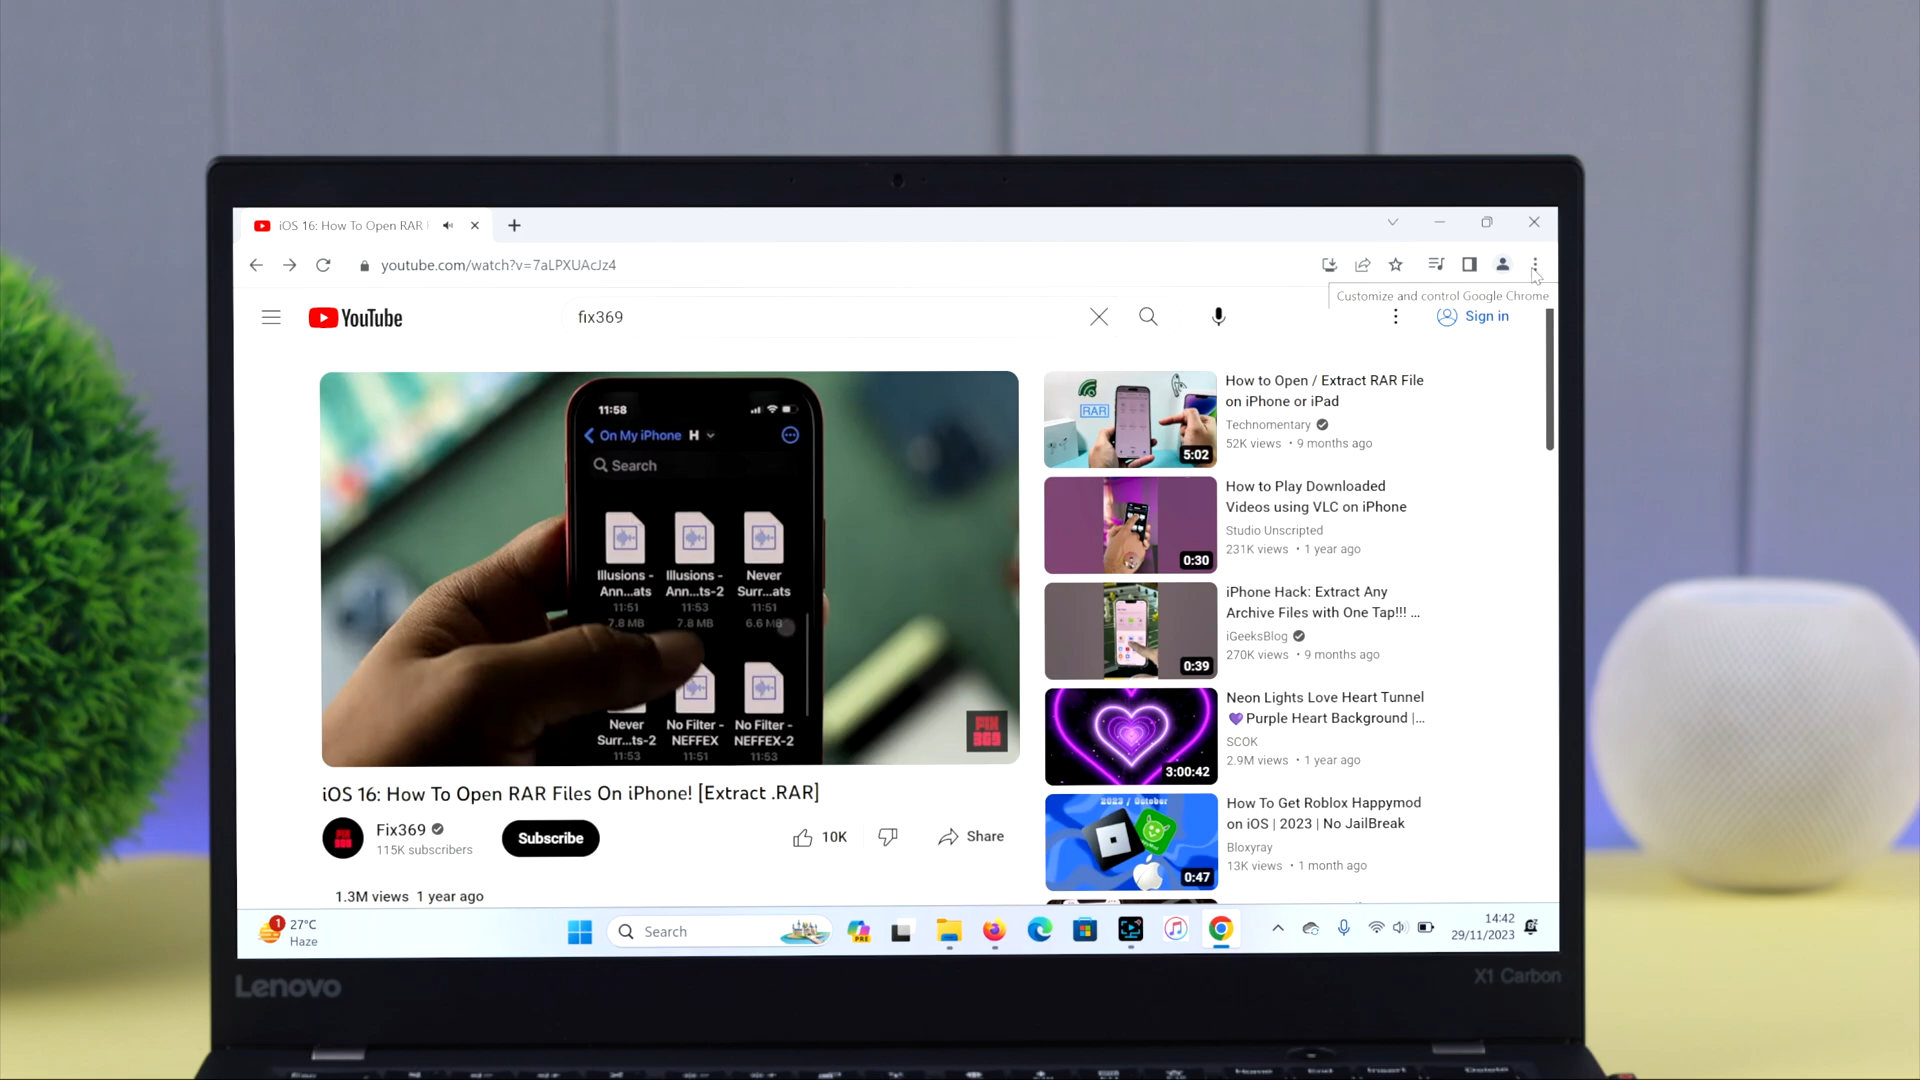 iOS 16: How To Open RAR
youtube.com/watch?v=7aLPXUAcJz4
Customize and control Google Chrome
YouTube
fix369
Sign in
11:58
On My iPhone H
Search
Illusions - Ann...ats
11:51
7.8 MB
Illusions - Ann...ts-2
11:53
7.8 MB
Never Surr...ats
11:51
6.6 MB
Never Surr...ts-2
11:53
No Filter - NEFFEX
11:51
No Filter - NEFFEX-2
11:53
FIX
369
iOS 16: How To Open RAR Files On iPhone! [Extract .RAR]
Fix369
115K subscribers
Subscribe
10K
Share
1.3M views 1 year ago
RAR
5:02
How to Open / Extract RAR File
on iPhone or iPad
Technomentary
52K views • 9 months ago
0:30
How to Play Downloaded
Videos using VLC on iPhone
Studio Unscripted
231K views • 1 year ago
0:39
iPhone Hack: Extract Any
Archive Files with One Tap!!! ...
iGeeksBlog
270K views • 9 months ago
3:00:42
Neon Lights Love Heart Tunnel
💜Purple Heart Background |...
SCOK
2.9M views • 1 year ago
2023 / October
0:47
How To Get Roblox Happymod
on iOS | 2023 | No JailBreak
Bloxyray
13K views • 1 month ago
1
27°C
Haze
Search
PRE
14:42
29/11/2023
Lenovo
X1 Carbon
Home
End
Insert
Delete